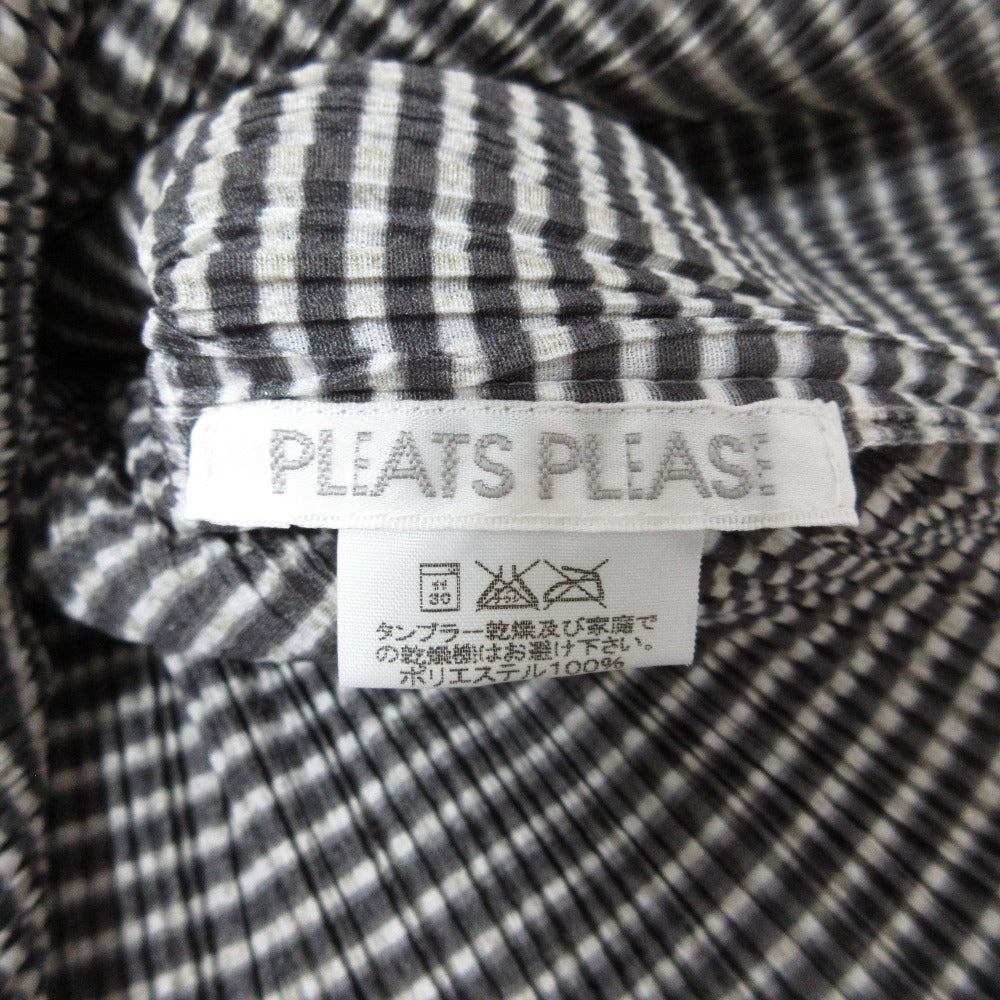 PLEATS PLEASE
30
タンブラー乾燥及び家庭で
の乾燥機はお避け下さい。
ポリエステル100%